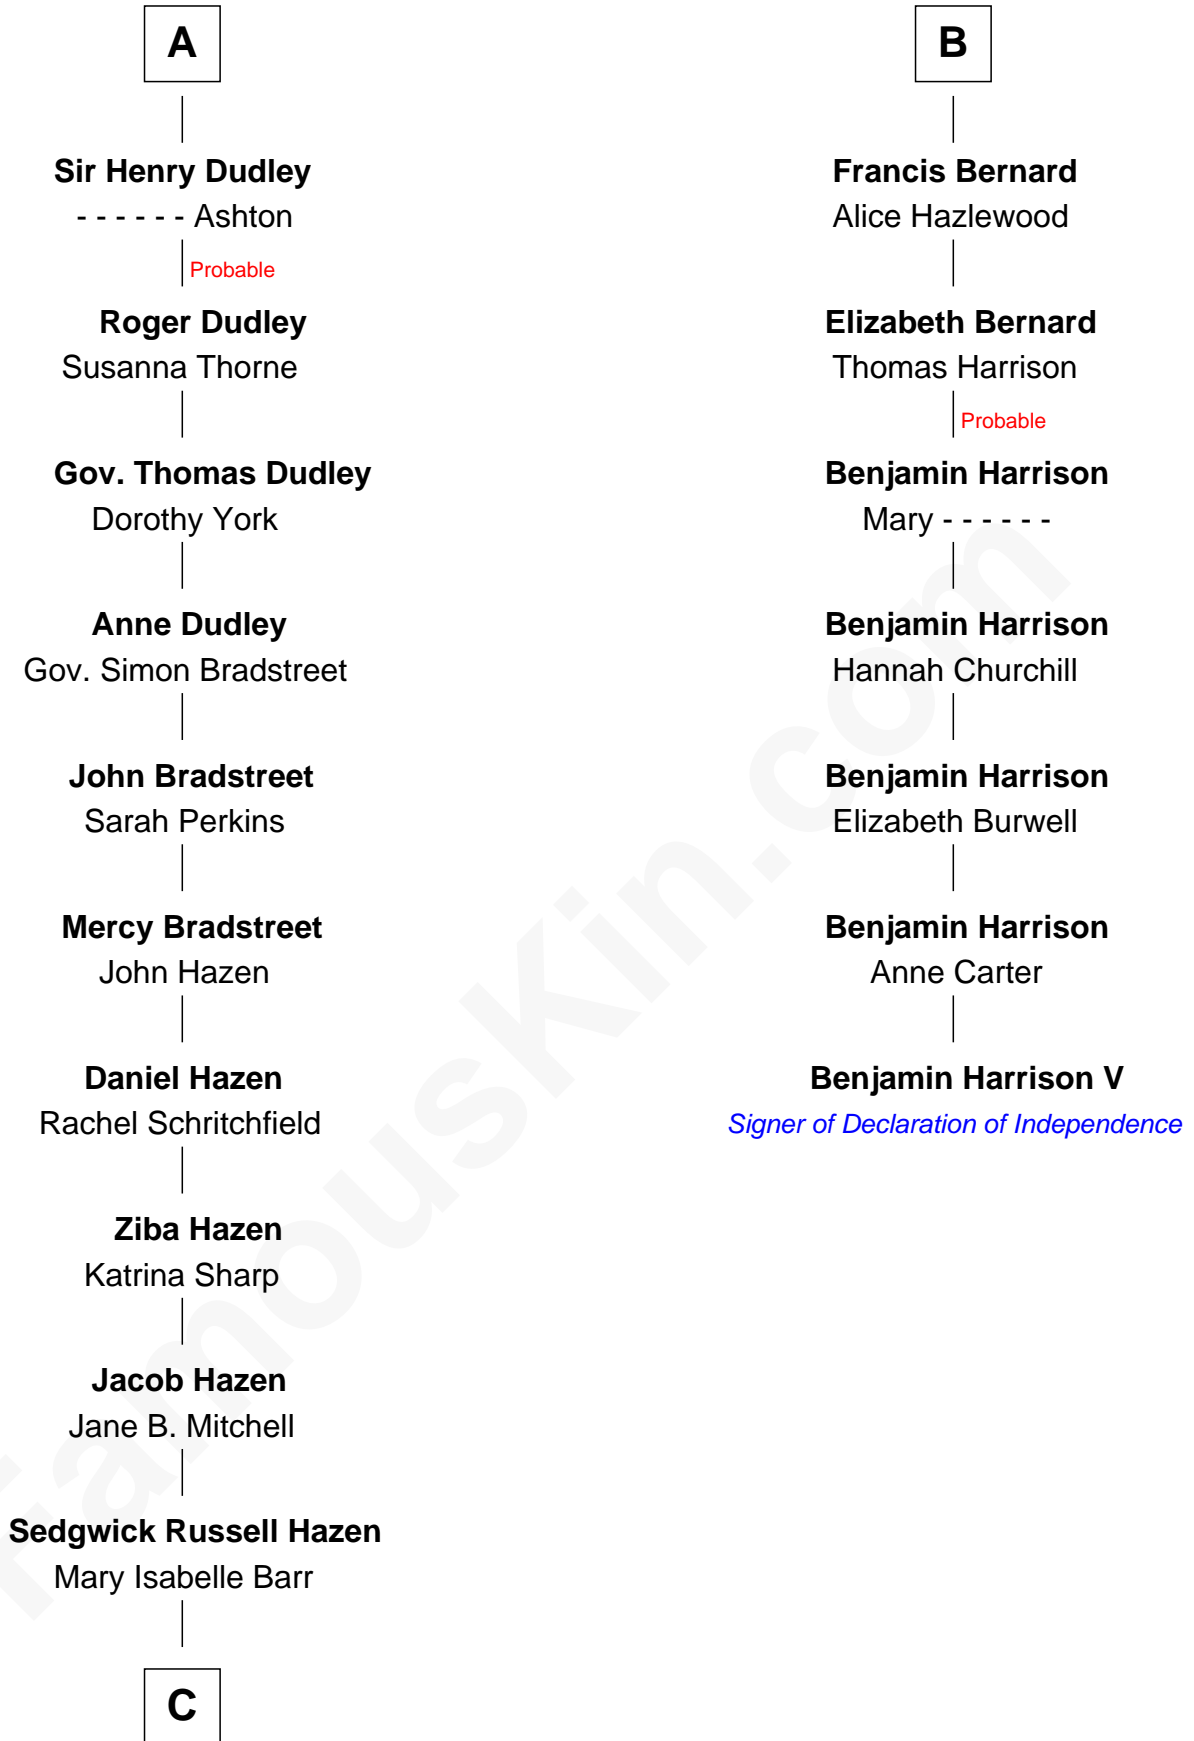 A
Sir Henry Dudley
- - - - - - Ashton
Probable
Roger Dudley
Susanna Thorne
Gov. Thomas Dudley
Dorothy York
Anne Dudley
Gov. Simon Bradstreet
John Bradstreet
Sarah Perkins
Mercy Bradstreet
John Hazen
Daniel Hazen
Rachel Schritchfield
Ziba Hazen
Katrina Sharp
Jacob Hazen
Jane B. Mitchell
Sedgwick Russell Hazen
Mary Isabelle Barr
C
B
Francis Bernard
Alice Hazlewood
Elizabeth Bernard
Thomas Harrison
Probable
Benjamin Harrison
Mary - - - - - -
Benjamin Harrison
Hannah Churchill
Benjamin Harrison
Elizabeth Burwell
Benjamin Harrison
Anne Carter
Benjamin Harrison V
Signer of Declaration of Independence
FamousKin.com